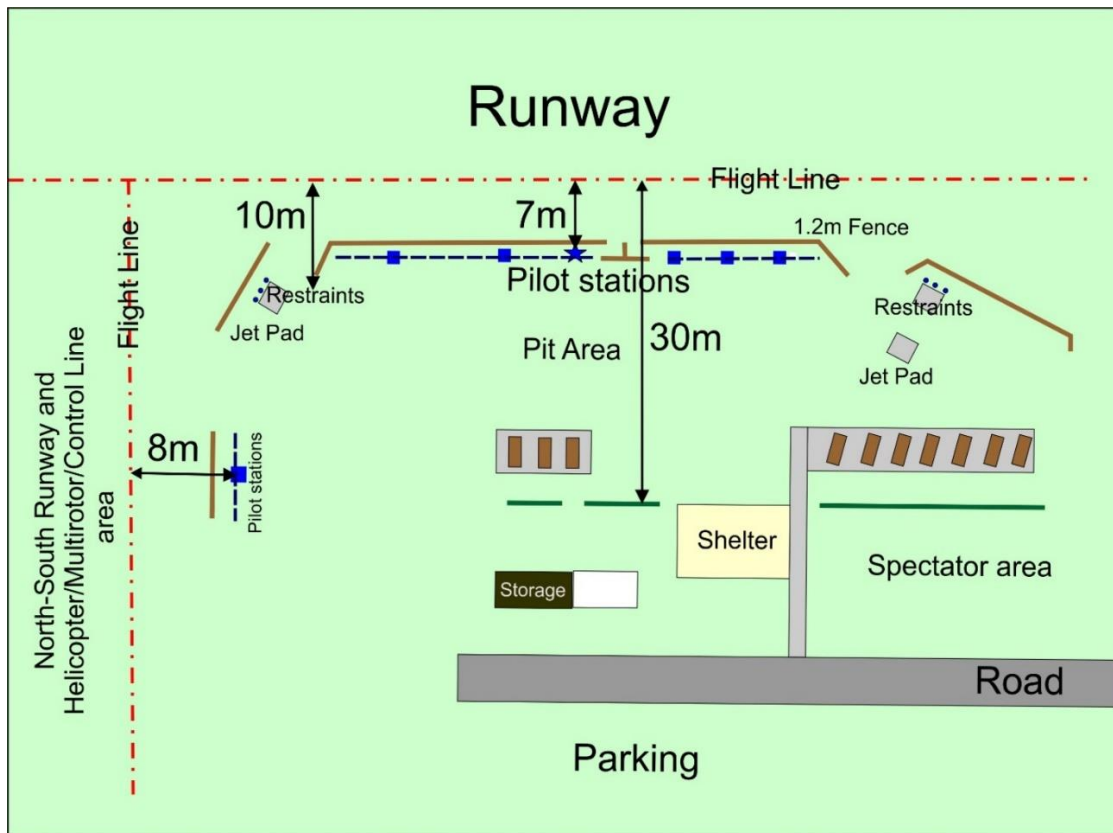 Runway
Flight Line
10m
7m
1.2m Fence
Flight Line
Pilot stations
Restraints
Restraints
Jet Pad
Pit Area
30m
Jet Pad
8m
Pilot stations
North-South Runway and
Helicopter/Multirotor/Control Line
area
Shelter
Spectator area
Storage
Road
Parking